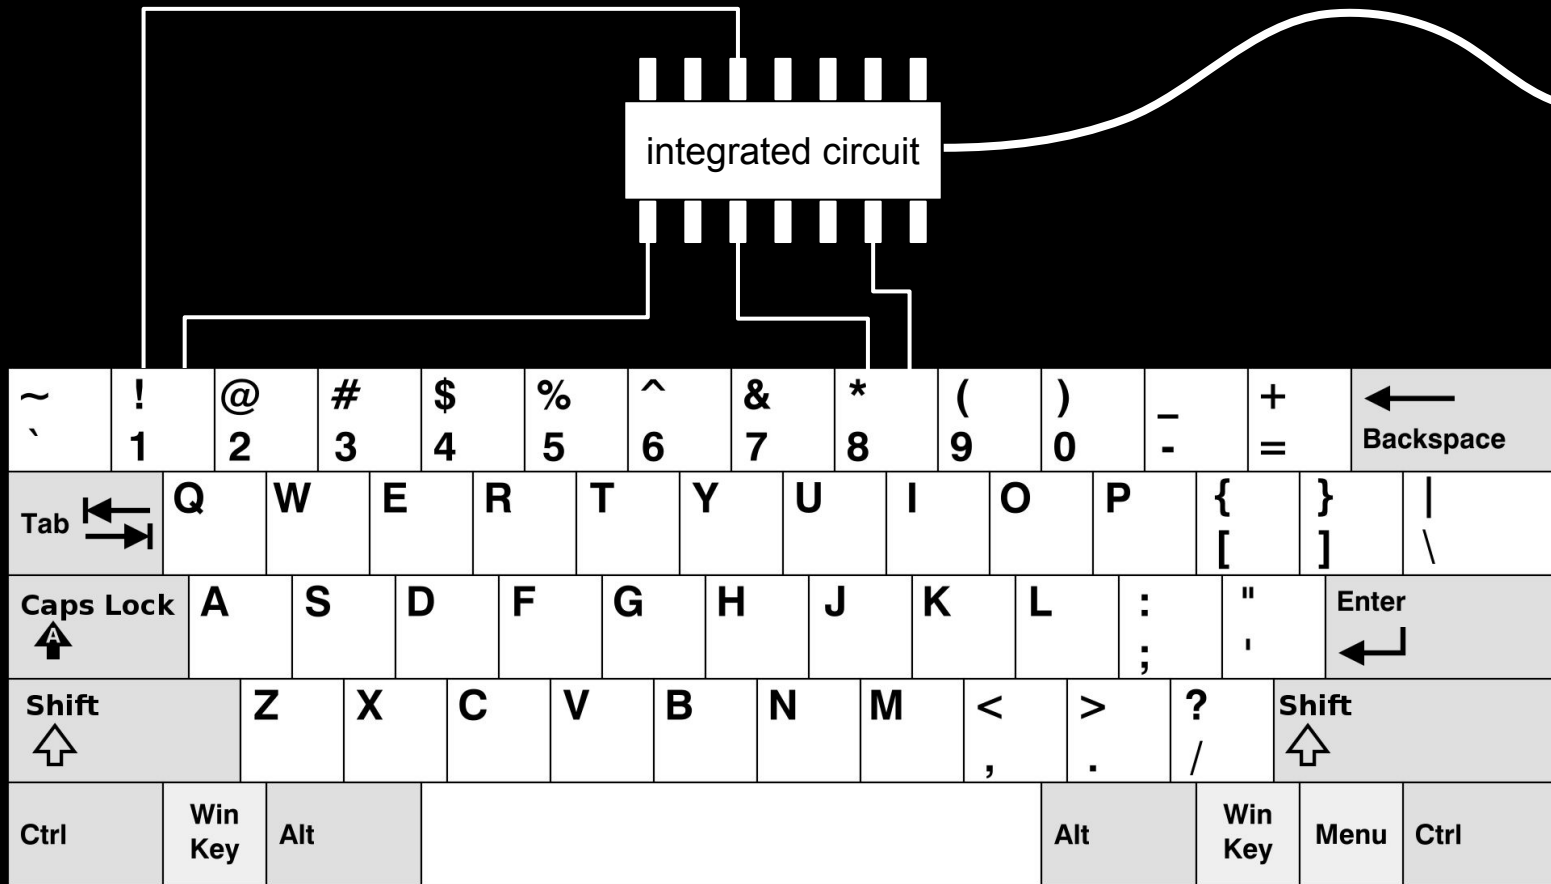 integrated circuit
~ ! @ # $ % ^ & * ( ) _ +
` 1 2 3 4 5 6 7 8 9 0 - = Backspace
Q W E R T Y U I O P { } |
Tab [ ] \
Caps Lock A S D F G H J K L : " Enter
A ; '
Shift Z X C V B N M < > ? Shift
, . /
Ctrl Win Key Alt Alt Win Key Menu Ctrl